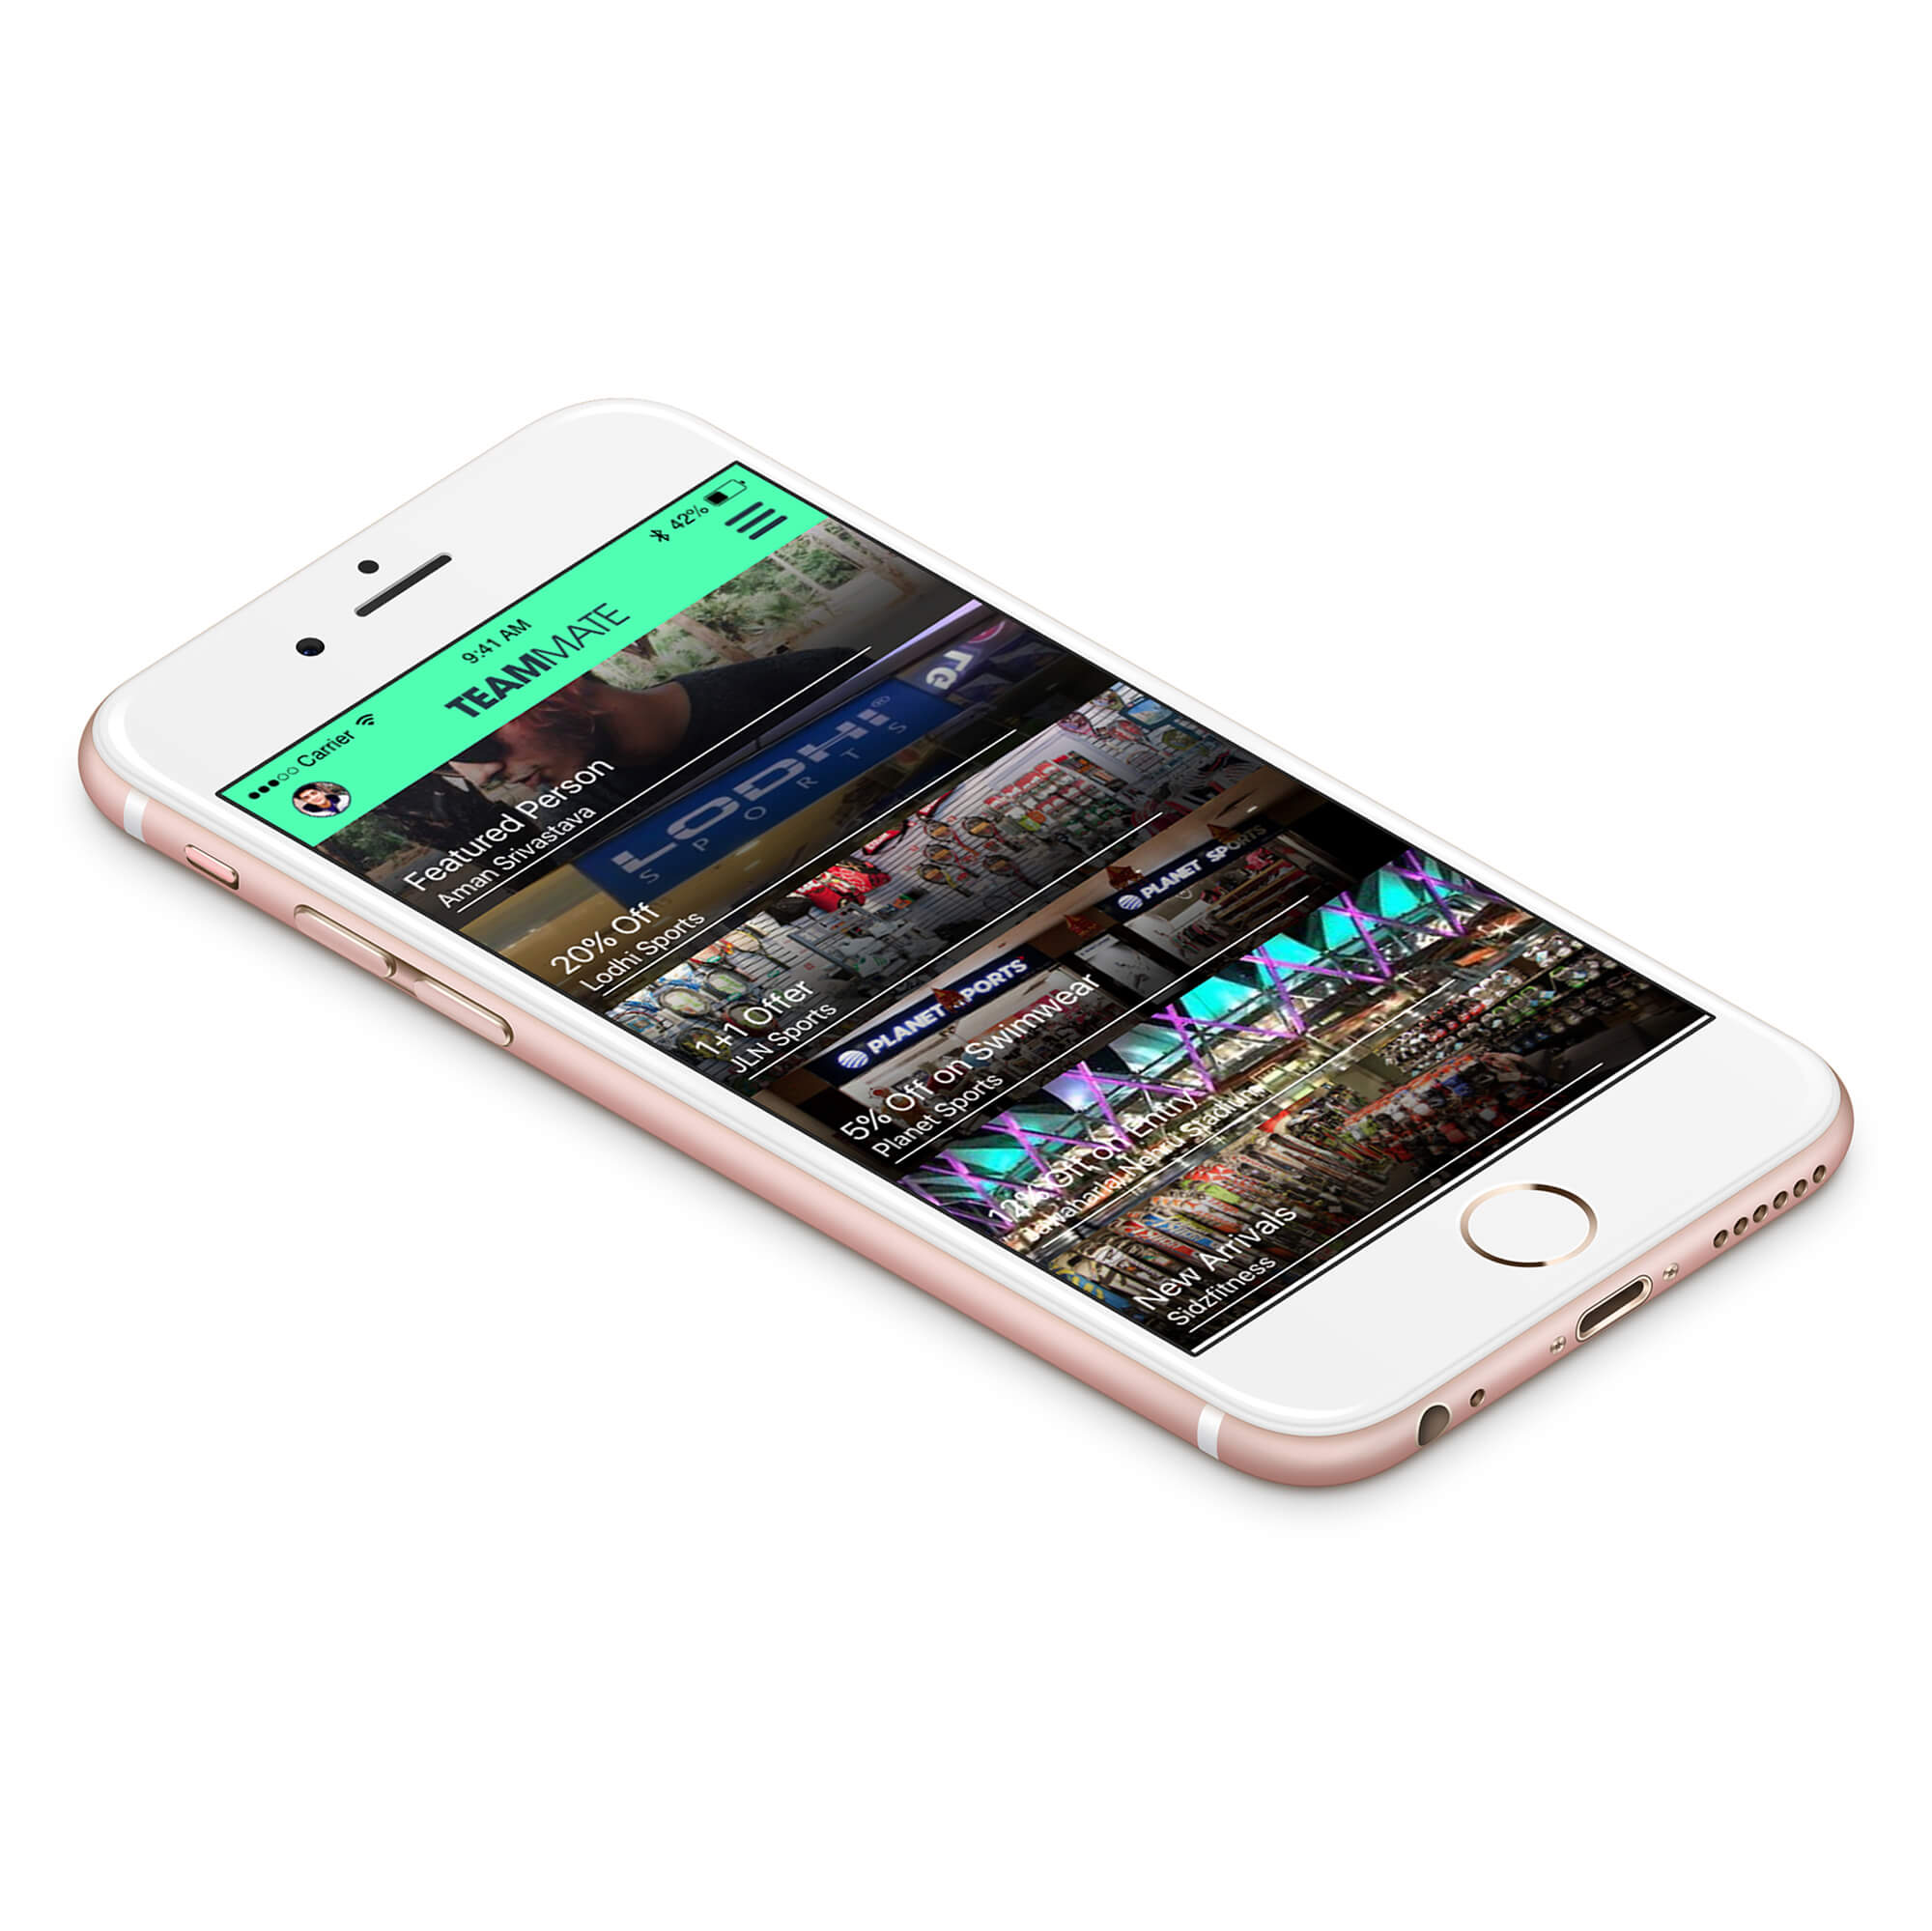 Carrier
9:41 AM
42%
TEAMMATE
Featured Person
Aman Srivastava
LG
LODHI®
SPORTS
20% Off
Lodhi Sports
1+1 Offer
JLN Sports
PLANET SPORTS
PLANET SPORTS
5% Off on Swimwear
Planet Sports
Off on Entry
Jawaharlal Nehru Stadium
New Arrivals
Sidzfitness